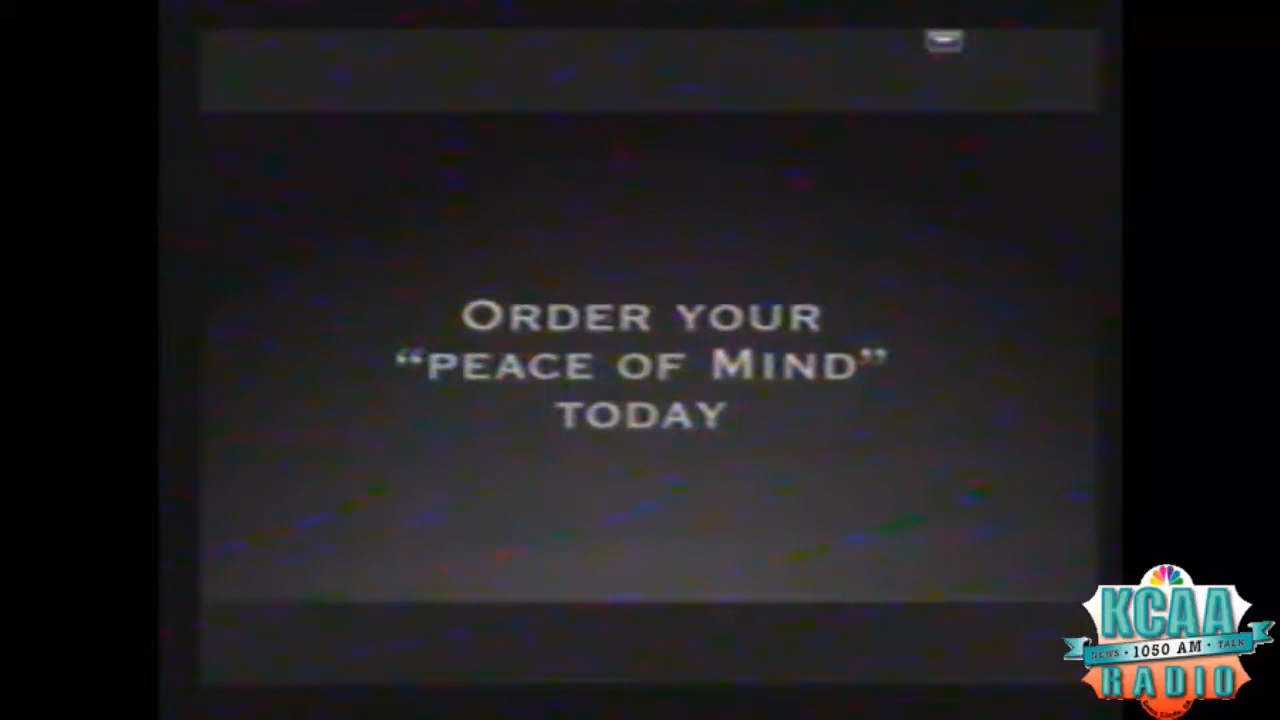 ORDER YOUR
“PEACE OF MIND”
TODAY
KCAA
NEWS · 1050 AM · TALK
RADIO